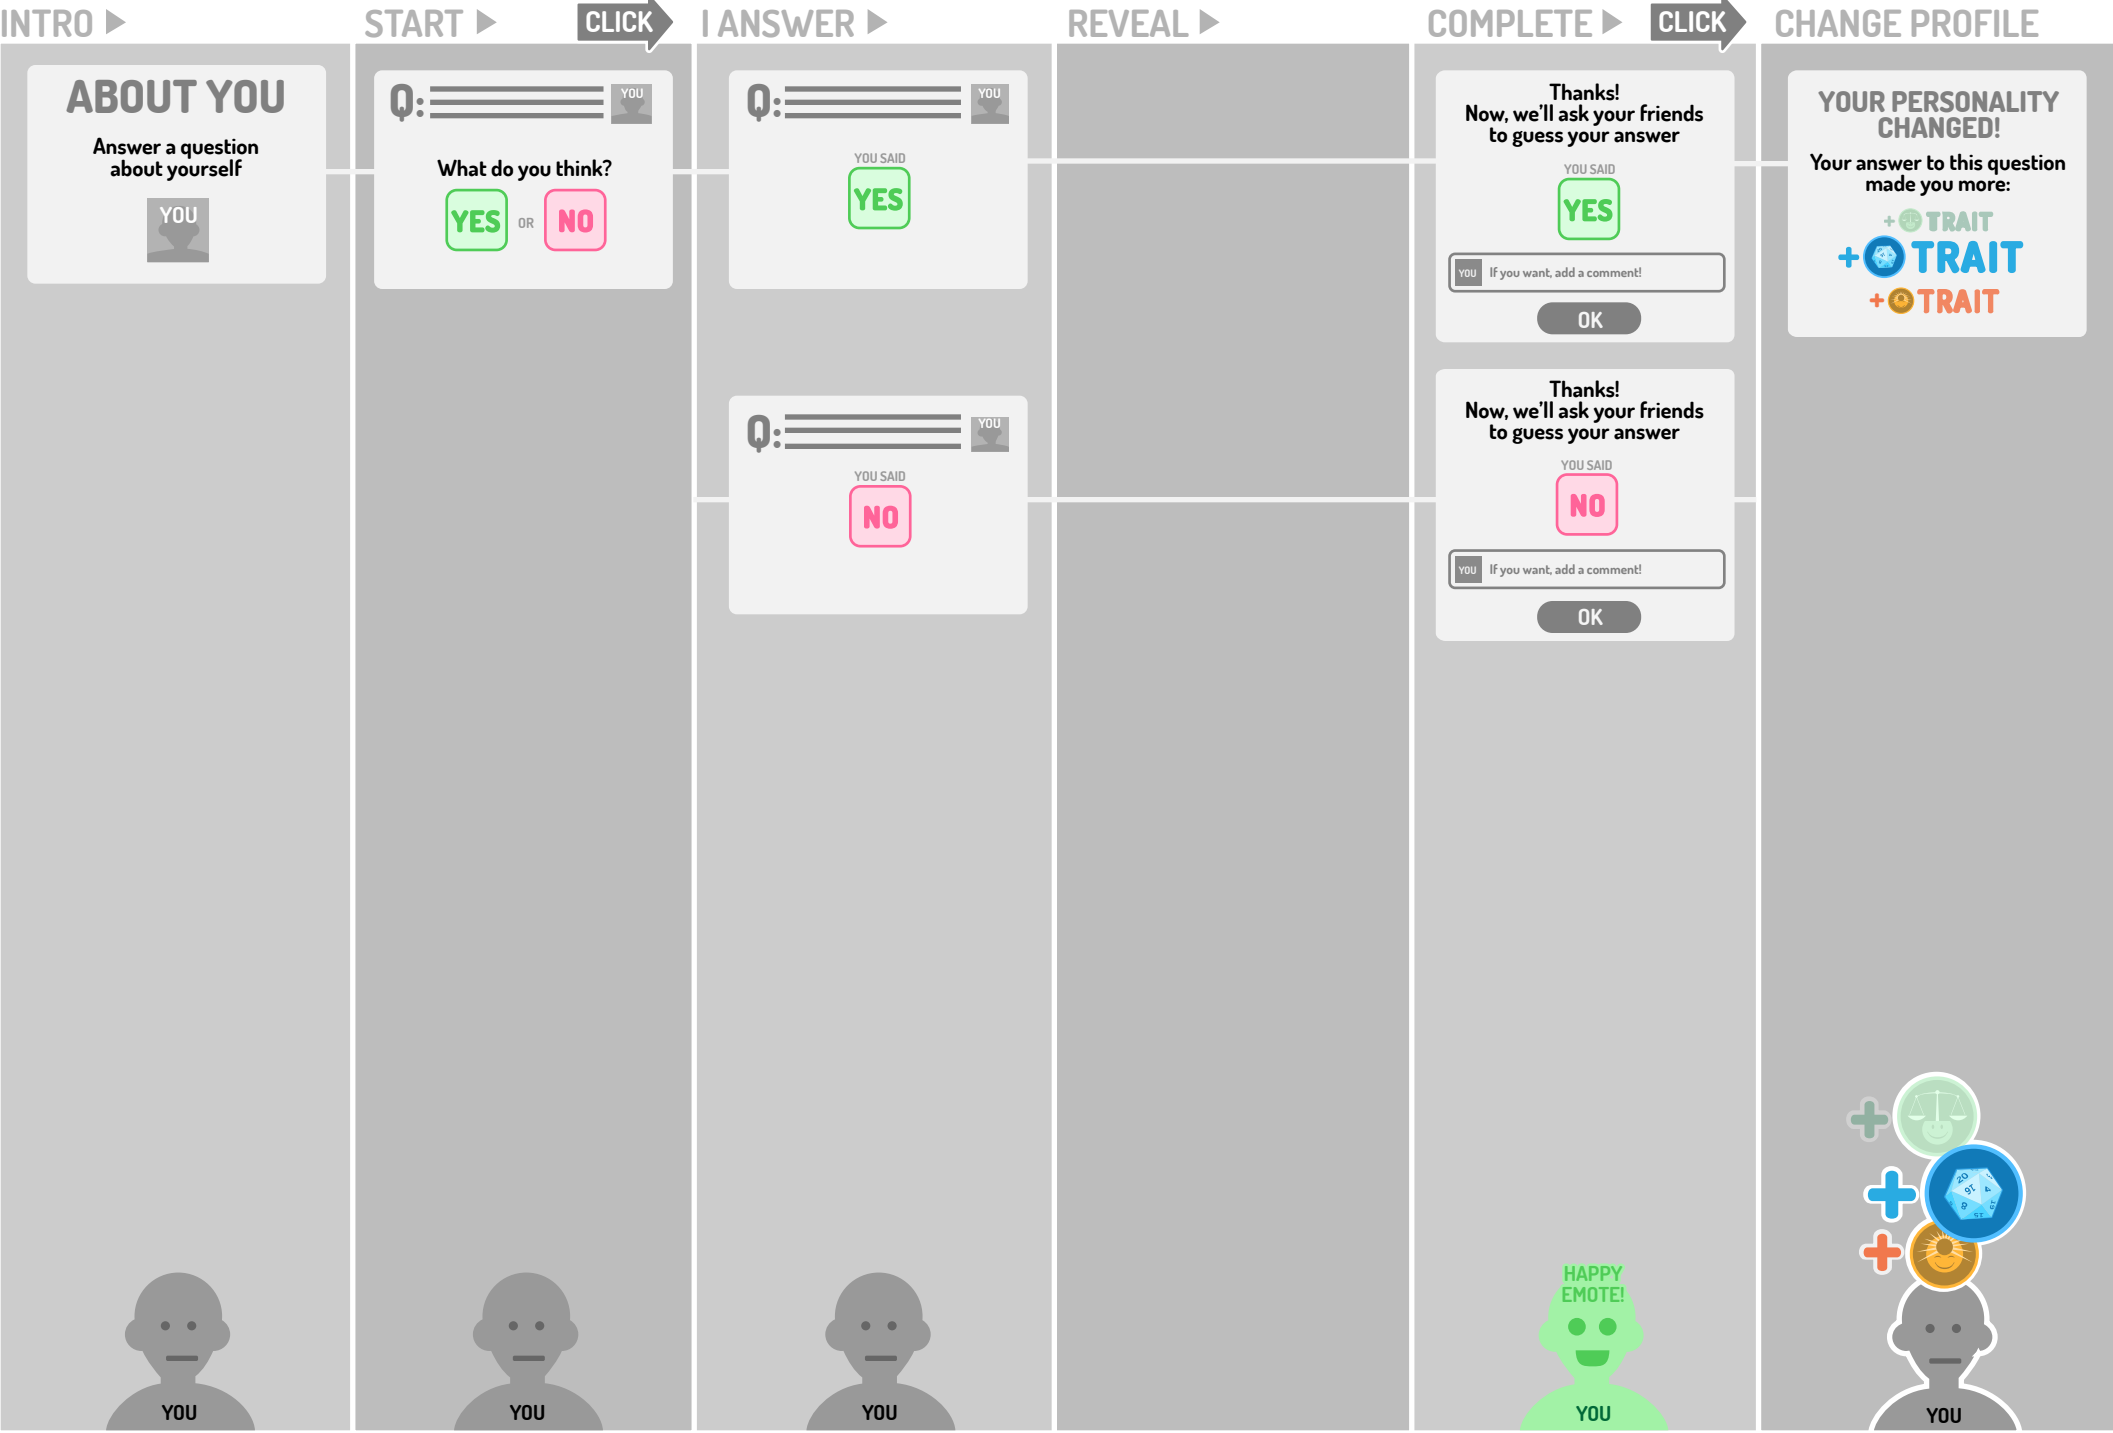 INTRO
START
CLICK
I ANSWER
REVEAL
COMPLETE
CLICK
CHANGE PROFILE
ABOUT YOU
Answer a question
about yourself
YOU
Q:
YOU
What do you think?
YES OR NO
Q:
YOU
YOU SAID
YES
Q:
YOU
YOU SAID
NO
Thanks!
Now, we'll ask your friends
to guess your answer
YOU SAID
YES
YOU If you want, add a comment!
OK
Thanks!
Now, we'll ask your friends
to guess your answer
YOU SAID
NO
YOU If you want, add a comment!
OK
YOUR PERSONALITY
CHANGED!
Your answer to this question
made you more:
+ TRAIT
+ TRAIT
+ TRAIT
20
16
4
8
15
YOU
YOU
YOU
HAPPY
EMOTE!
YOU
YOU